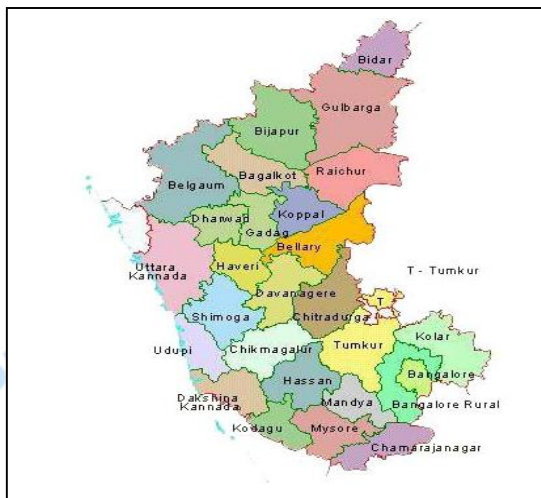 Bidar
Gulbarga
Bijapur
Bagalkot
Raichur
Belgaum
Koppal
Dharwad
Gadag
Bellary
Uttara
Kannada
Haveri
T - Tumkur
Davanagere
T
Shimoga
Chitradurga
Kolar
Udupi
Chikmagalur
Tumkur
Bangalore
Hassan
Dakshina
Kannada
Mandya
Bangalore Rural
Kodagu
Mysore
Chamarajanagar